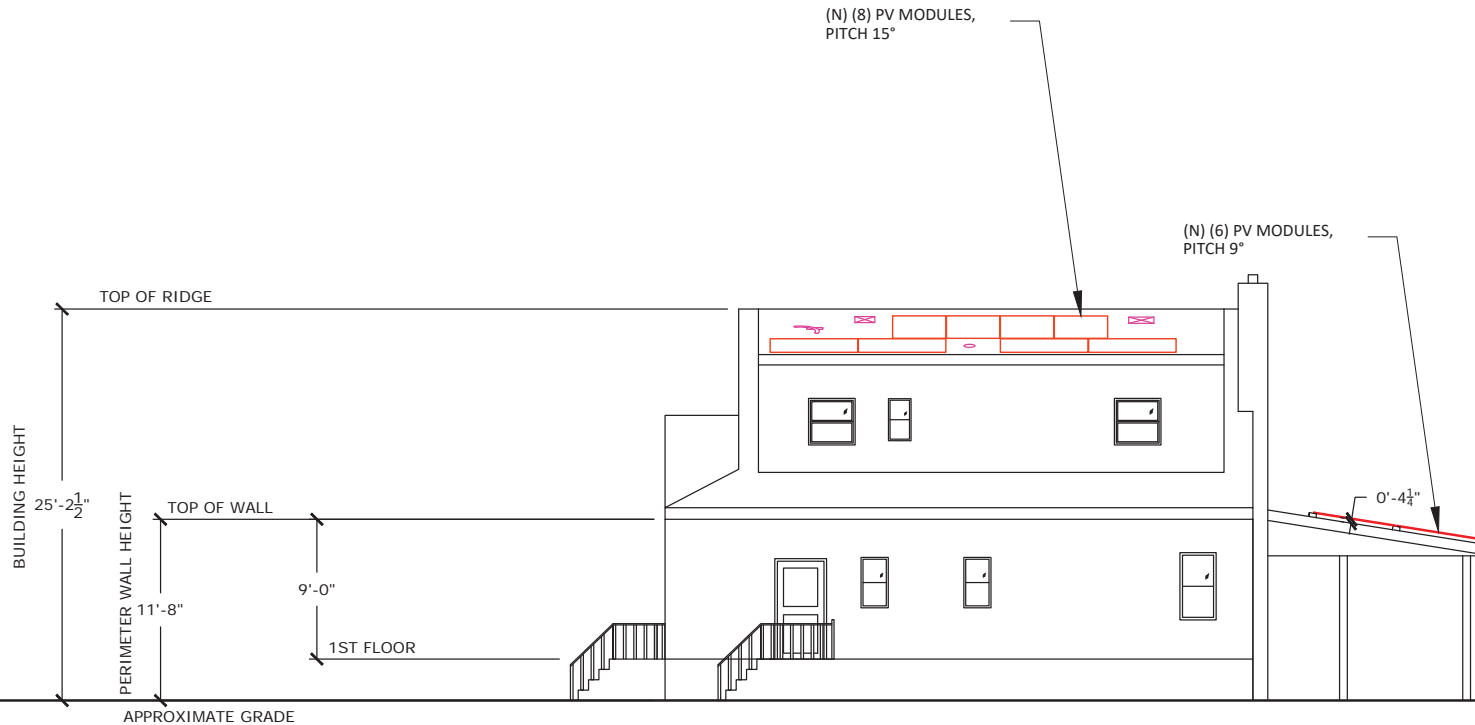 (N) (8) PV MODULES,
PITCH 15°
(N) (6) PV MODULES,
PITCH 9°
TOP OF RIDGE
BUILDING HEIGHT
25'-2½"
PERIMETER WALL HEIGHT
TOP OF WALL
0'-4¼"
11'-8"
9'-0"
1ST FLOOR
APPROXIMATE GRADE